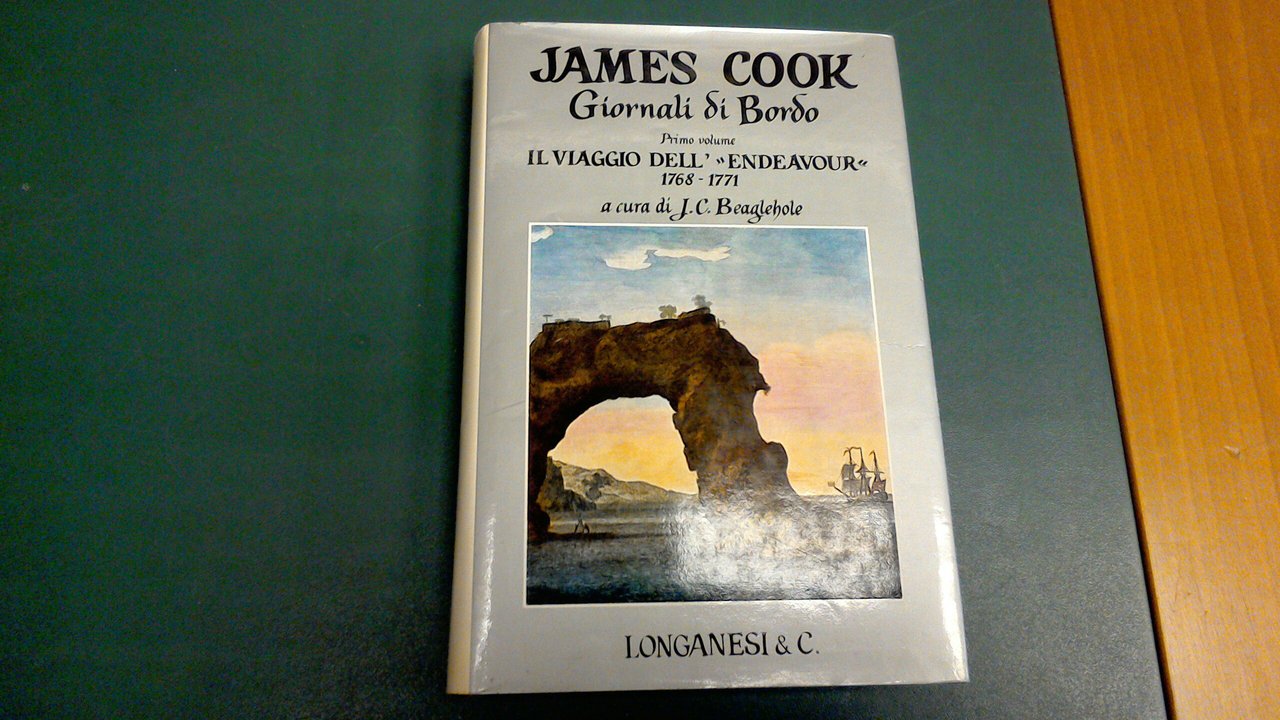 JAMES COOK
Giornali di Bordo
Primo volume
IL VIAGGIO DELL' »ENDEAVOUR«
1768 - 1771
a cura di J. C. Beaglehole
LONGANESI & C.